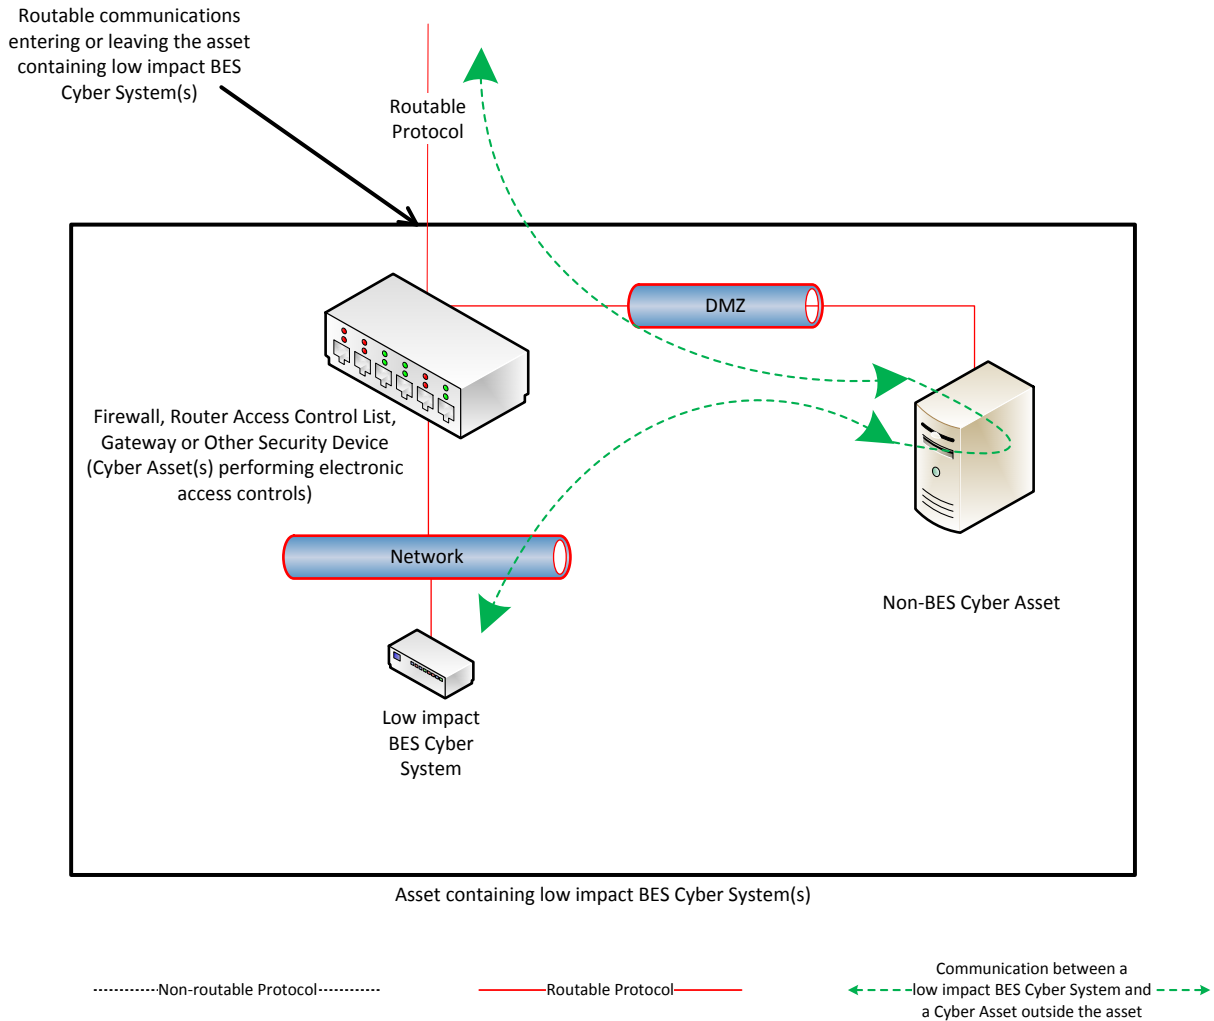 Routable communications
entering or leaving the asset
containing low impact BES
Cyber System(s)
Routable
Protocol
DMZ
Firewall, Router Access Control List,
Gateway or Other Security Device
(Cyber Asset(s) performing electronic
access controls)
Network
Non-BES Cyber Asset
Low impact
BES Cyber
System
Asset containing low impact BES Cyber System(s)
Non-routable Protocol
Routable Protocol
Communication between a
low impact BES Cyber System and
a Cyber Asset outside the asset